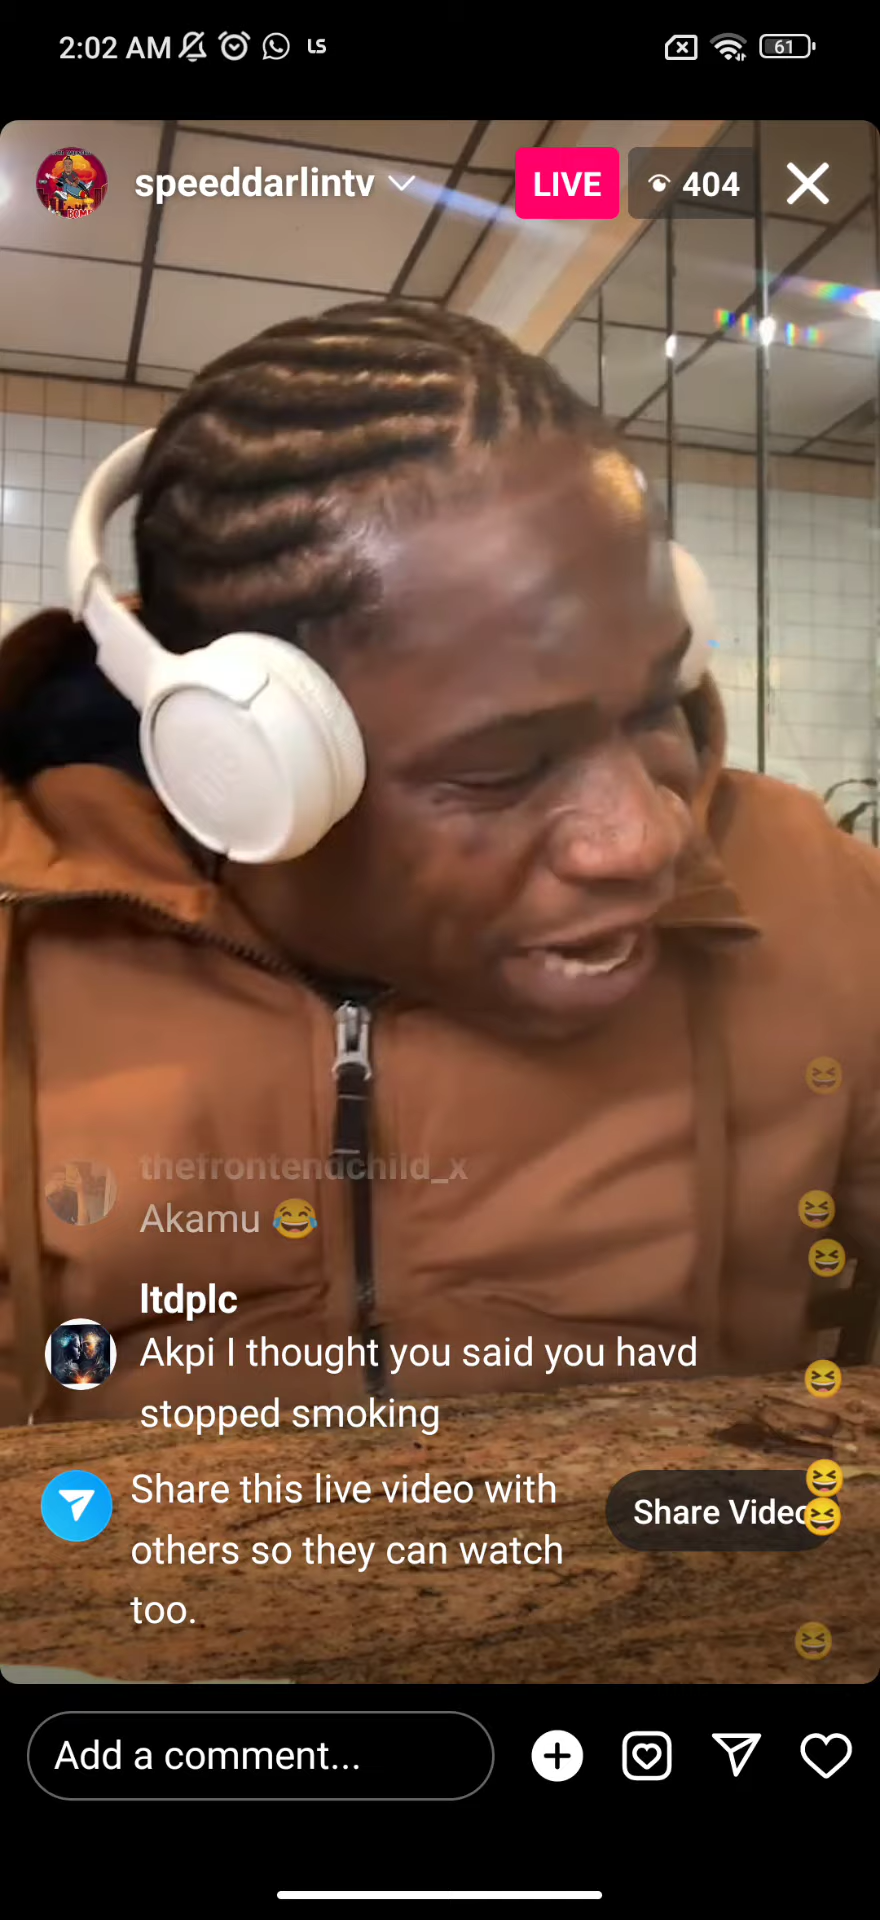 2:02 AM LS 61
speeddarlintv LIVE 404
thefrontendchild_x
Akamu 😂
ltdplc
Akpi I thought you said you havd
stopped smoking
Share this live video with
others so they can watch
too.
Share Video
Add a comment...